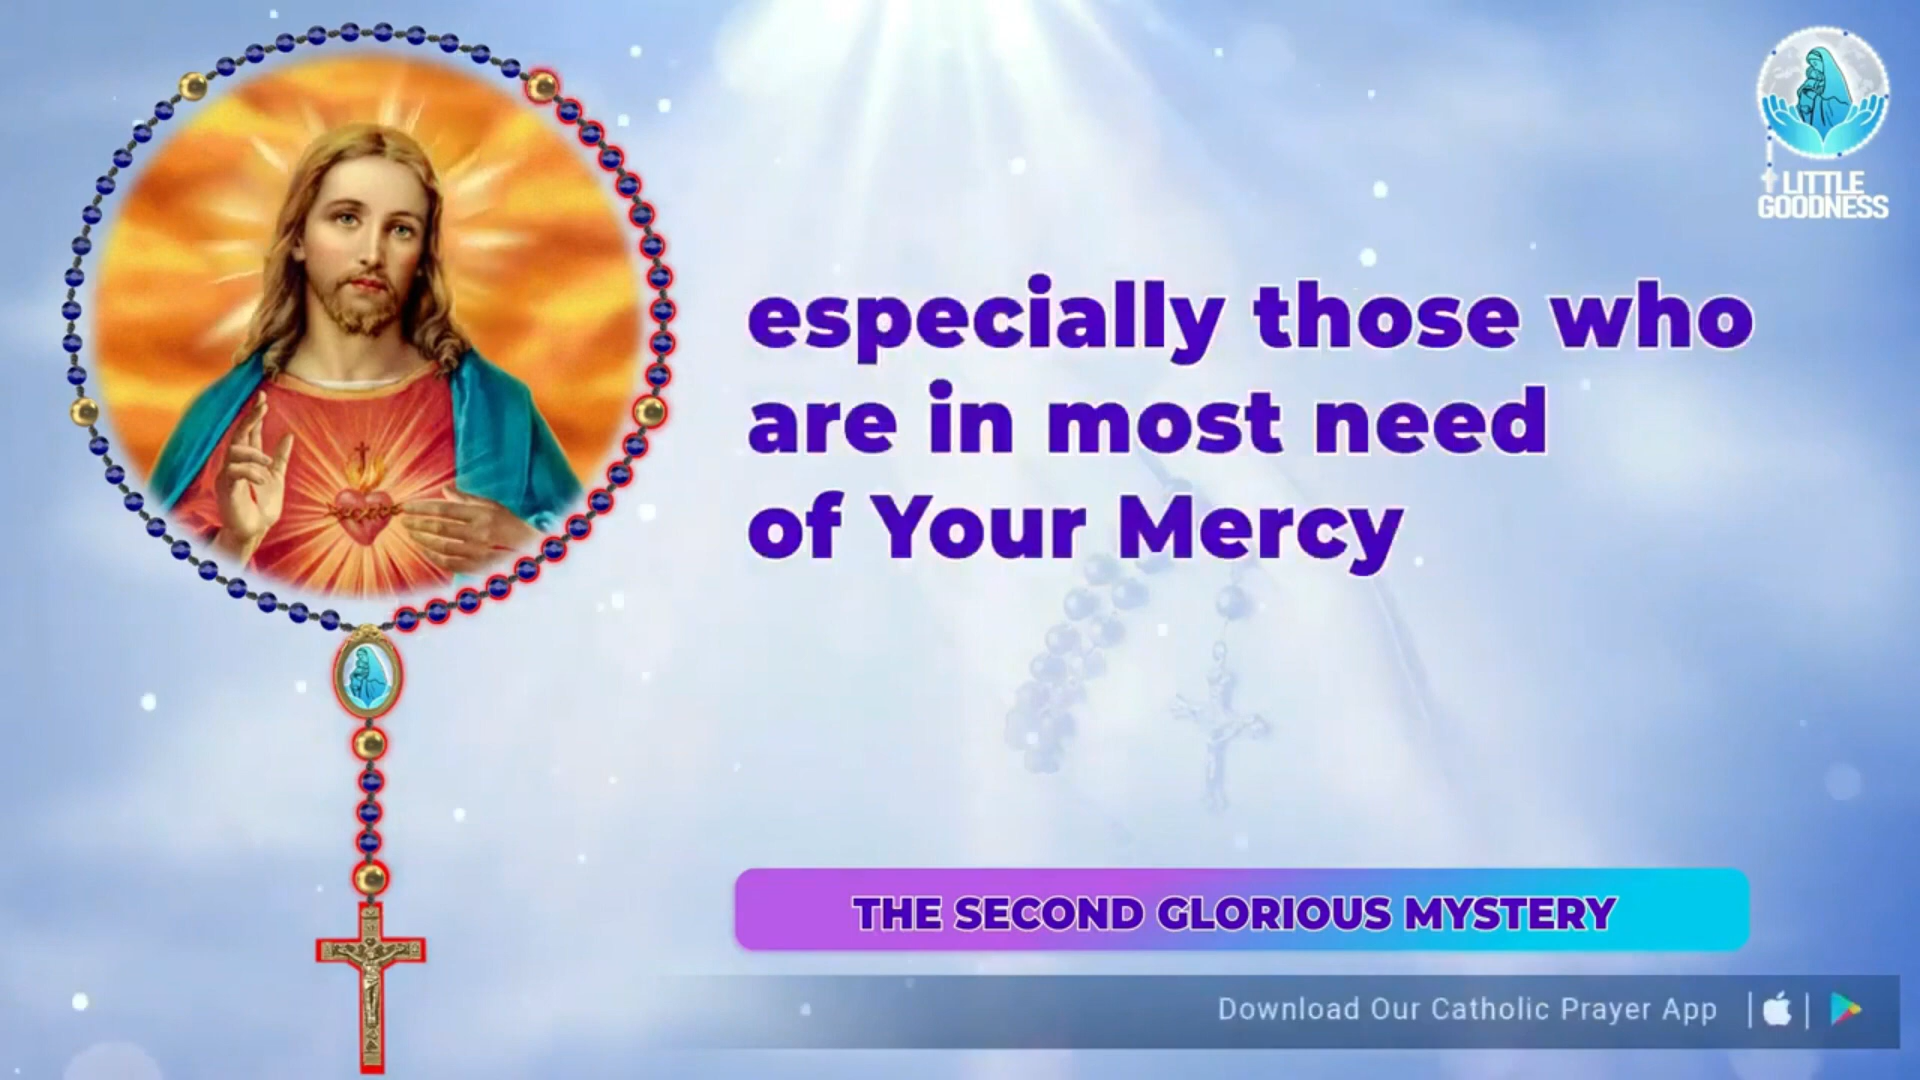 LITTLE
GOODNESS
especially those who
are in most need
of Your Mercy
THE SECOND GLORIOUS MYSTERY
Download Our Catholic Prayer App